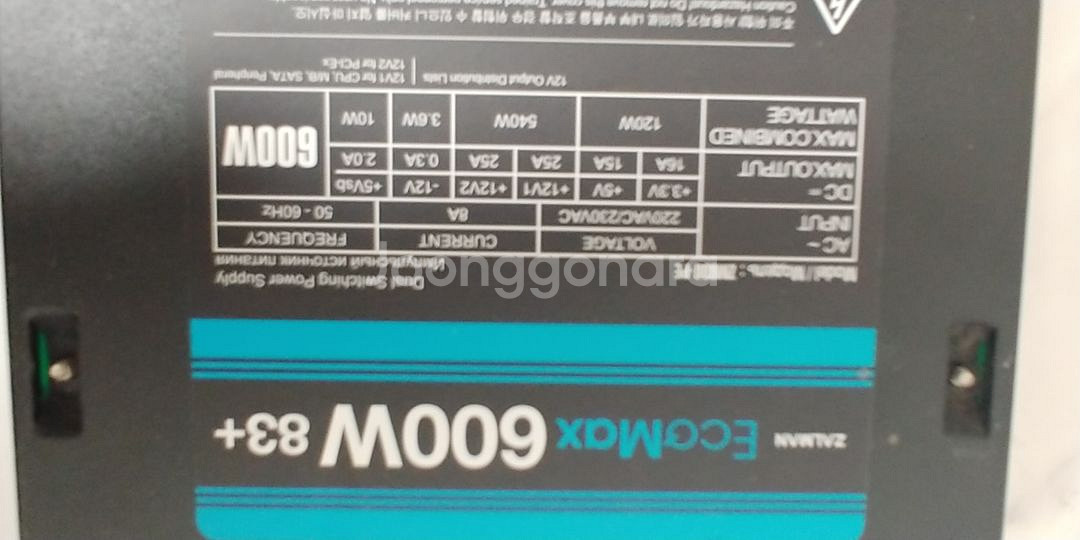 ZALMAN EcoMax 600W 83+
Dual Switching Power Supply
Импульсный источник питания
Model / Модель :
AC ~ INPUT VOLTAGE CURRENT FREQUENCY
220VAC/230VAC 8A 50 - 60Hz
DC ⎓ +3.3V +5V +12V1 +12V2 -12V +5Vsb 600W
MAX OUTPUT 16A 15A 25A 25A 0.3A 2.0A
MAX COMBINED WATTAGE 120W 540W 3.6W 10W
12V Output Distribution Lists 12V1 for CPU, M/B, SATA, Peripheral
12V2 for PCI-Ex
Joonggonara